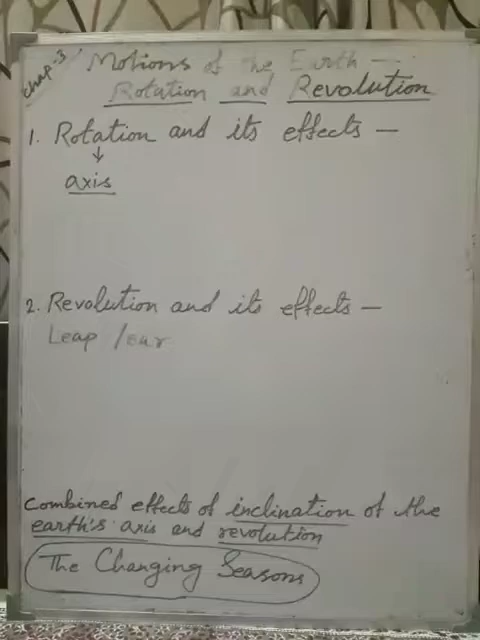 Chap-3
Motions of the Earth —
Rotation and Revolution
1. Rotation and its effects —
↓
axis
2. Revolution and its effects —
Leap Year
Combined effects of inclination of the
earth's axis and revolution
The Changing Seasons